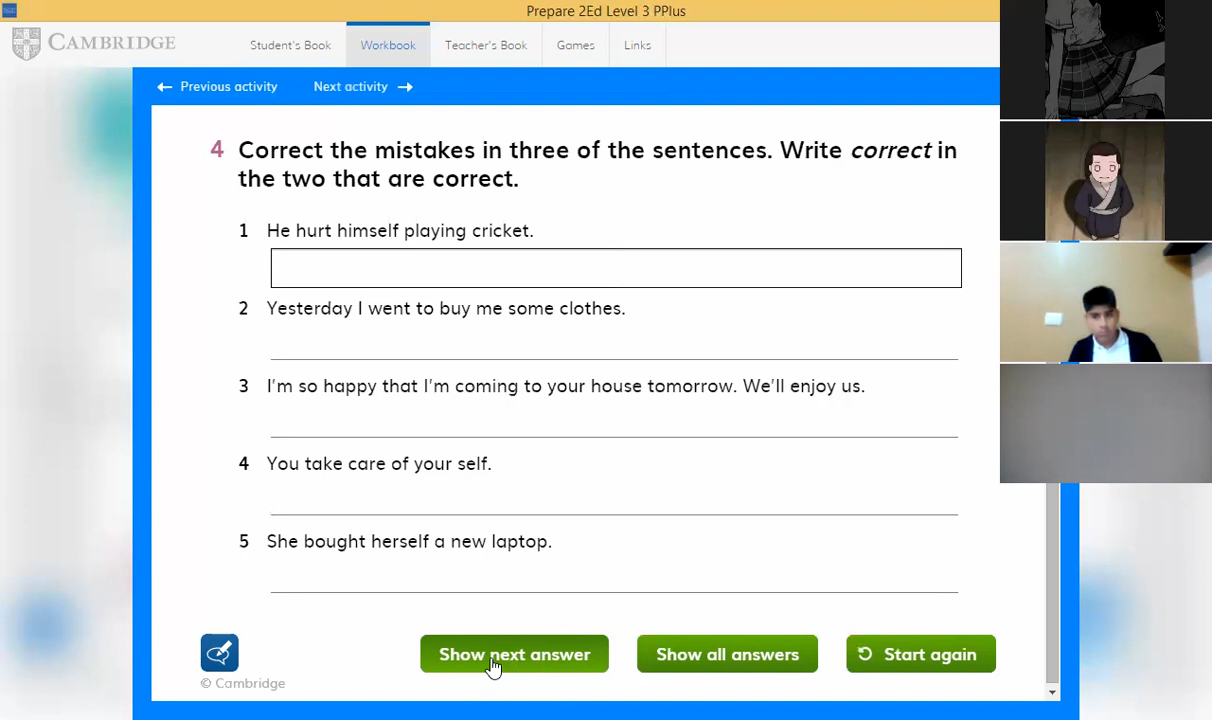 Prepare 2Ed Level 3 PPlus
CAMBRIDGE
Student's Book
Workbook
Teacher's Book
Games
Links
Previous activity
Next activity
4 Correct the mistakes in three of the sentences. Write correct in
the two that are correct.
1 He hurt himself playing cricket.
2 Yesterday I went to buy me some clothes.
3 I'm so happy that I'm coming to your house tomorrow. We'll enjoy us.
4 You take care of your self.
5 She bought herself a new laptop.
Show next answer
Show all answers
Start again
© Cambridge